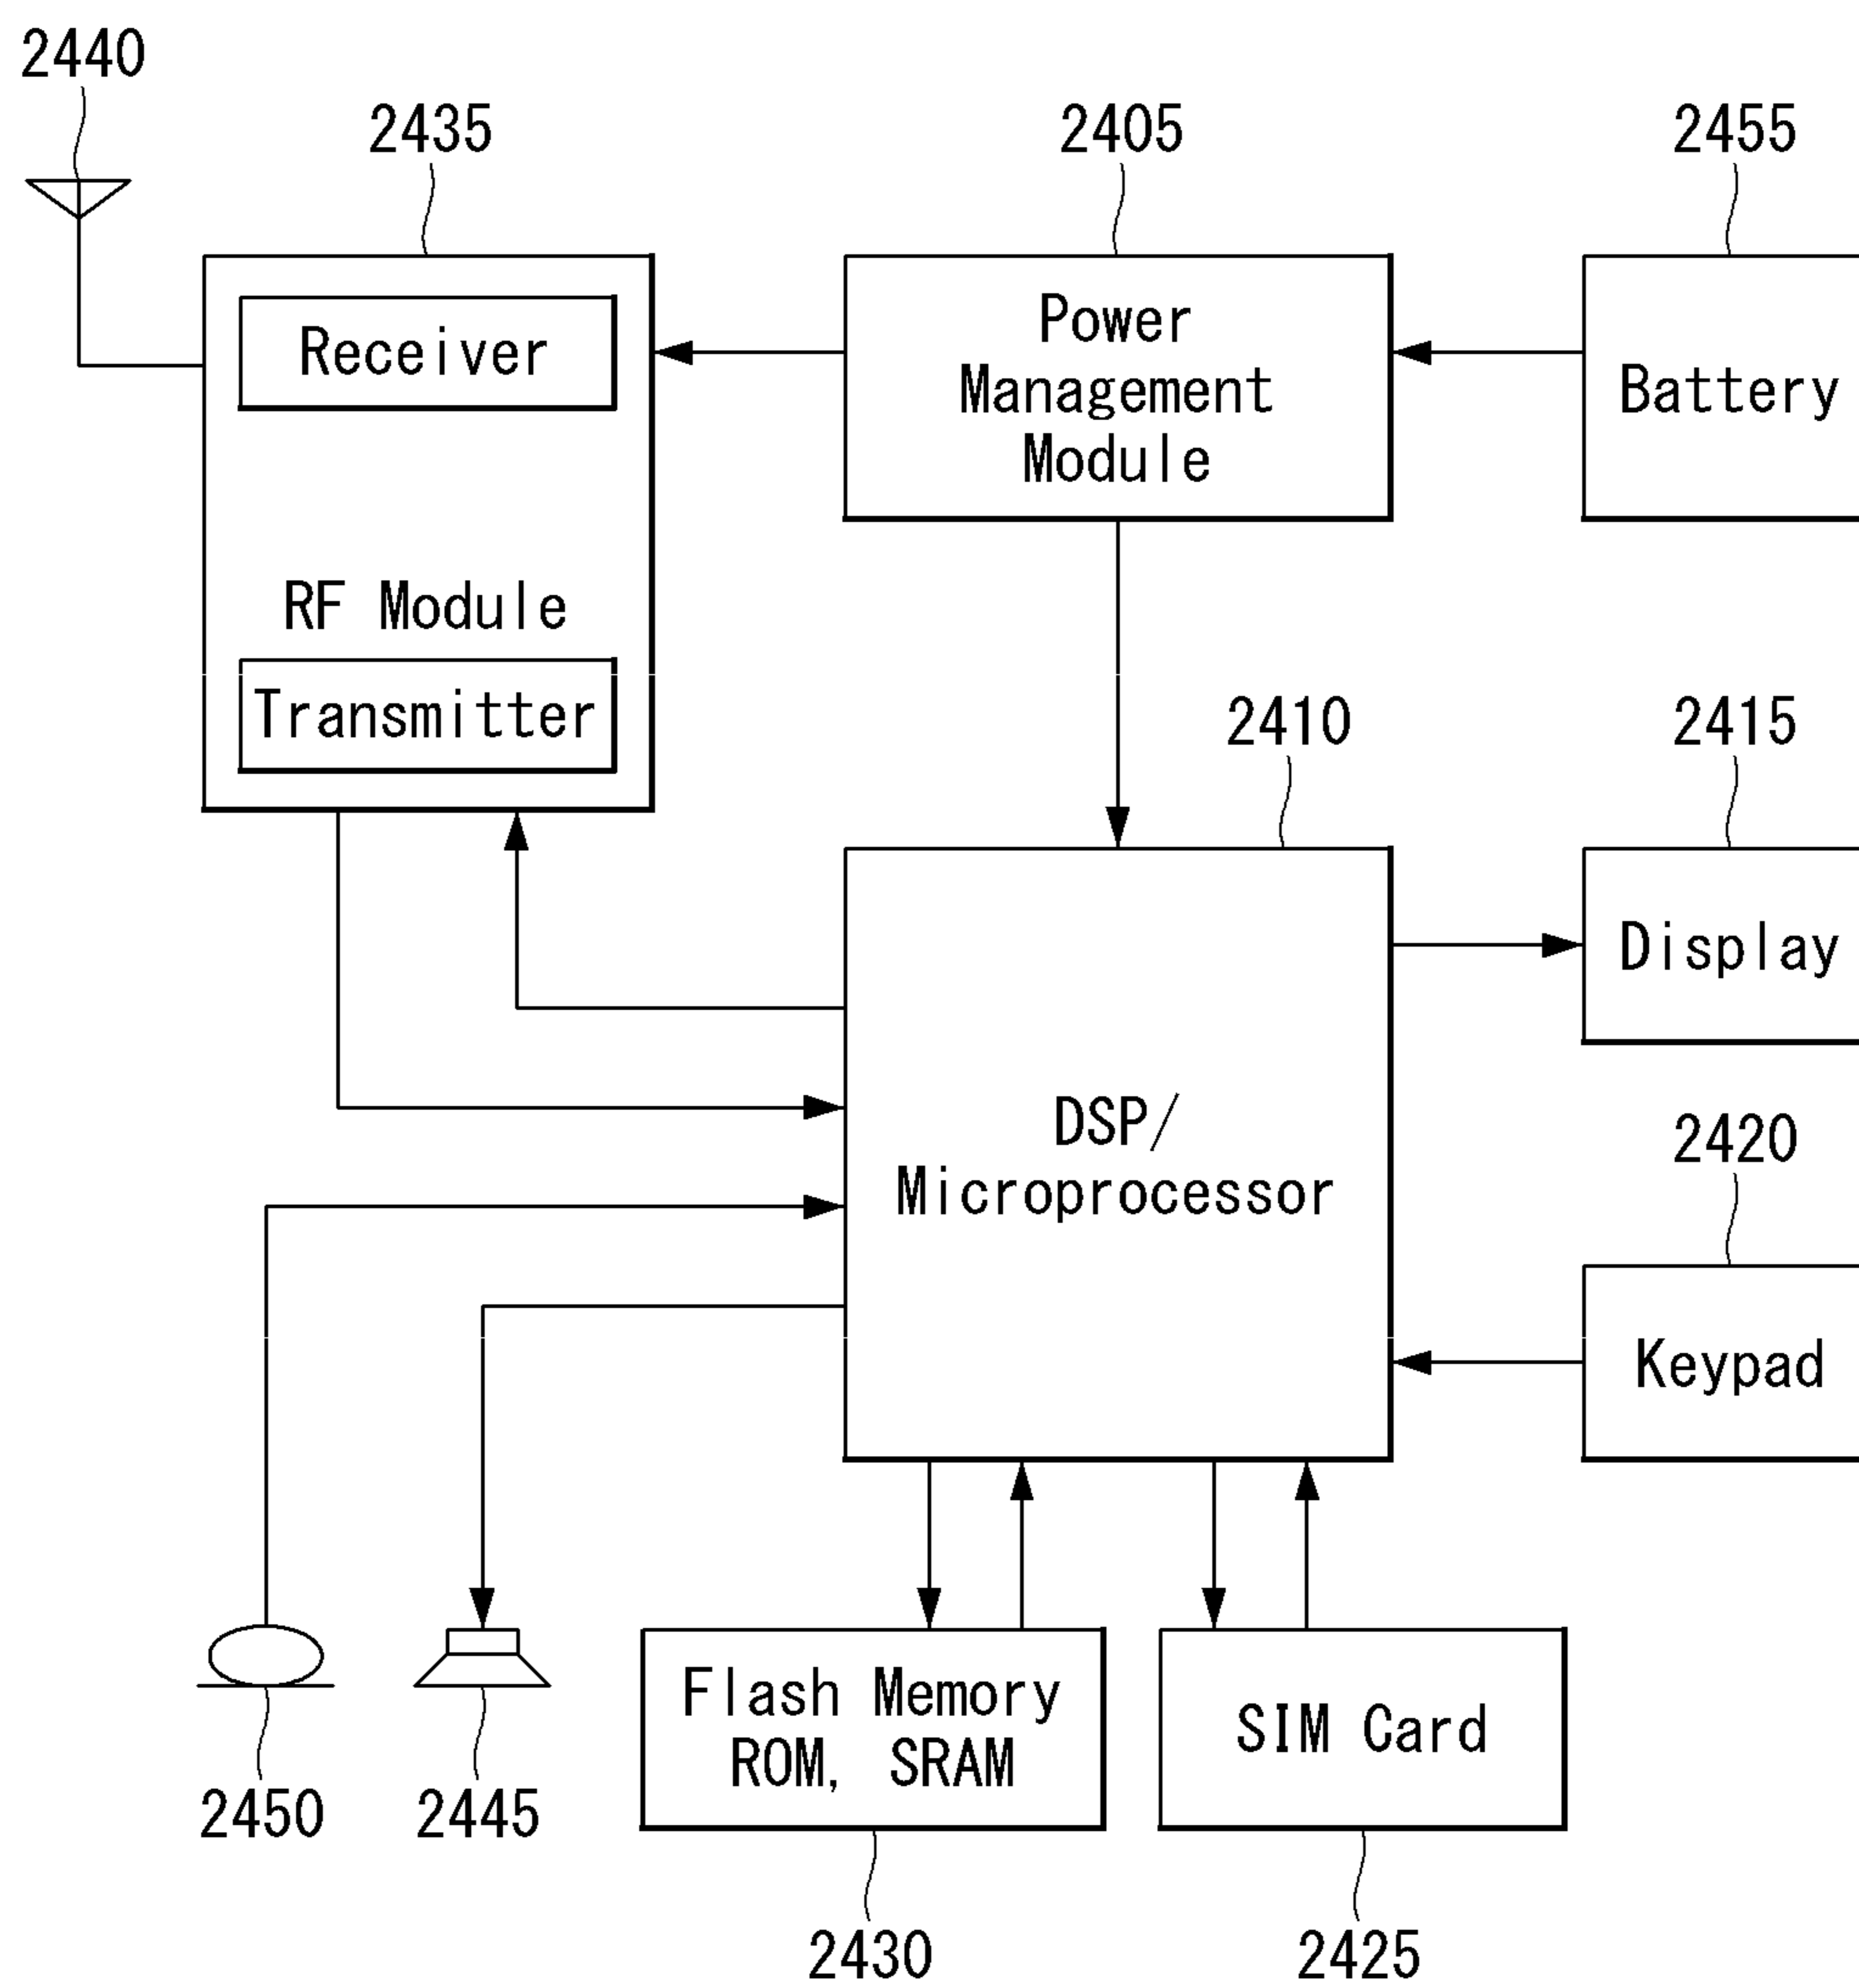 2440
2435
2405
2455
Receiver
Power
Management
Module
Battery
RF Module
Transmitter
2410
2415
Display
DSP/
Microprocessor
2420
Keypad
Flash Memory
ROM, SRAM
SIM Card
2450
2445
2430
2425